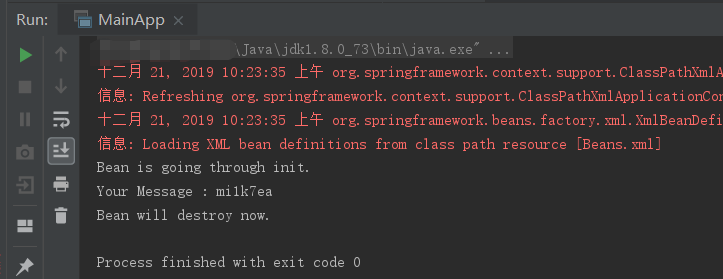 Run: MainApp ×
\Java\jdk1.8.0_73\bin\java.exe" ...
十二月 21, 2019 10:23:35 上午 org.springframework.context.support.ClassPathXmlA
信息: Refreshing org.springframework.context.support.ClassPathXmlApplicationCon
十二月 21, 2019 10:23:35 上午 org.springframework.beans.factory.xml.XmlBeanDefi
信息: Loading XML bean definitions from class path resource [Beans.xml]
Bean is going through init.
Your Message : mi1k7ea
Bean will destroy now.
Process finished with exit code 0